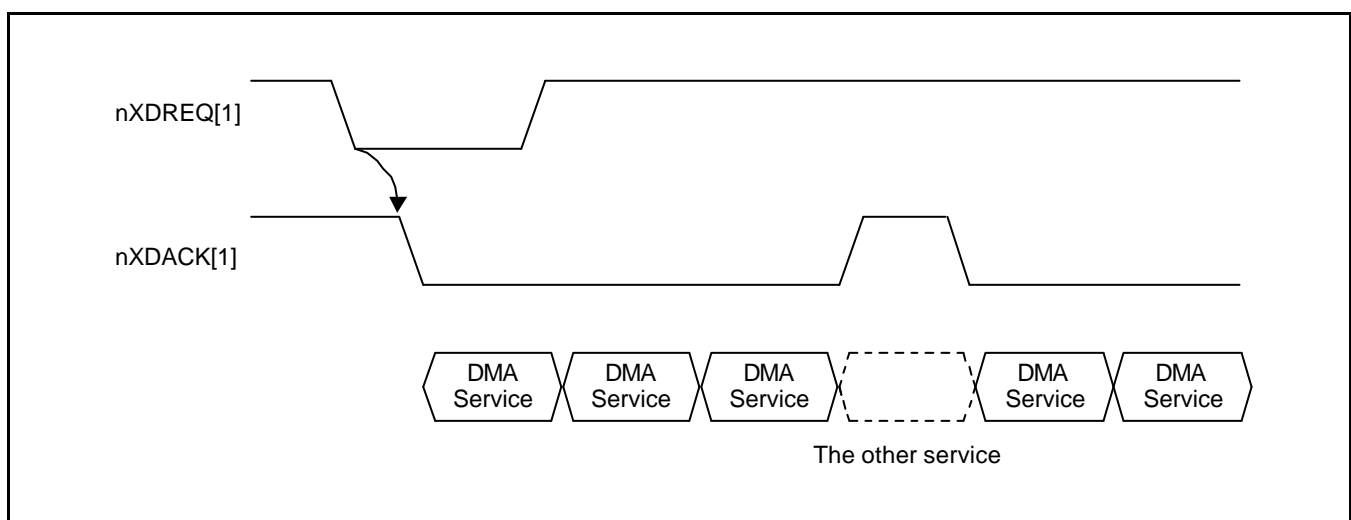 nXDREQ[1]
nXDACK[1]
DMA
Service
DMA
Service
DMA
Service
DMA
Service
DMA
Service
The other service